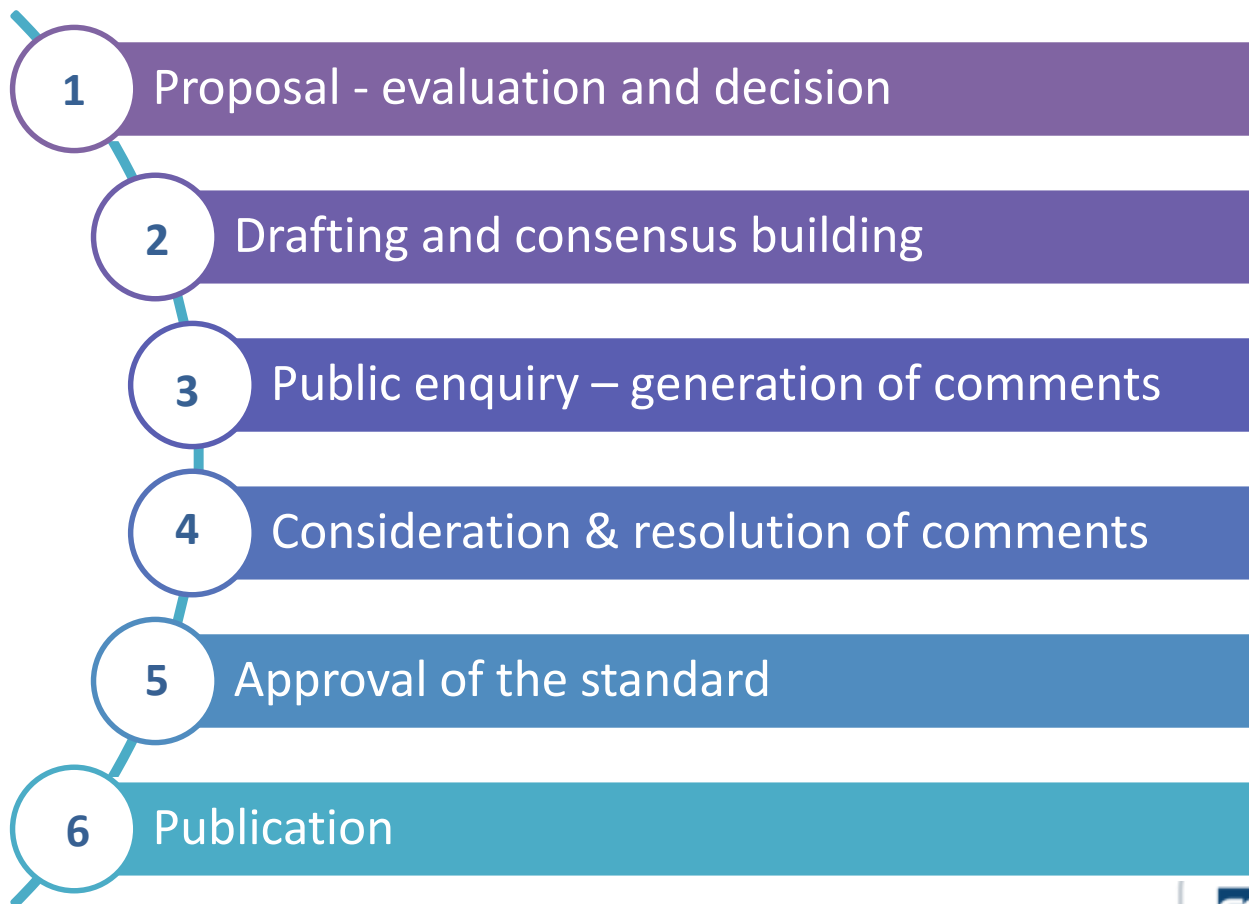 1 Proposal - evaluation and decision
2 Drafting and consensus building
3 Public enquiry – generation of comments
4 Consideration & resolution of comments
5 Approval of the standard
6 Publication